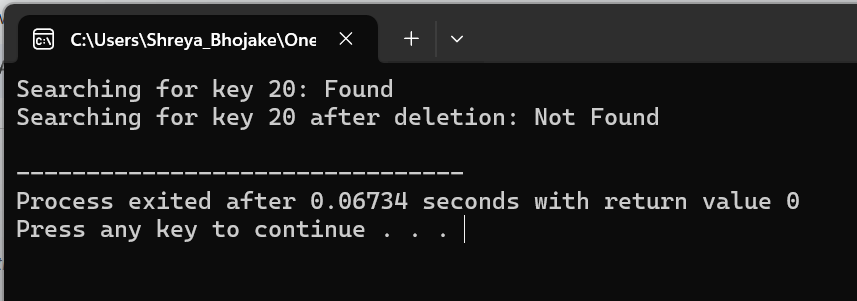 C:\Users\Shreya_Bhojake\One
Searching for key 20: Found
Searching for key 20 after deletion: Not Found
--------------------------------
Process exited after 0.06734 seconds with return value 0
Press any key to continue . . .